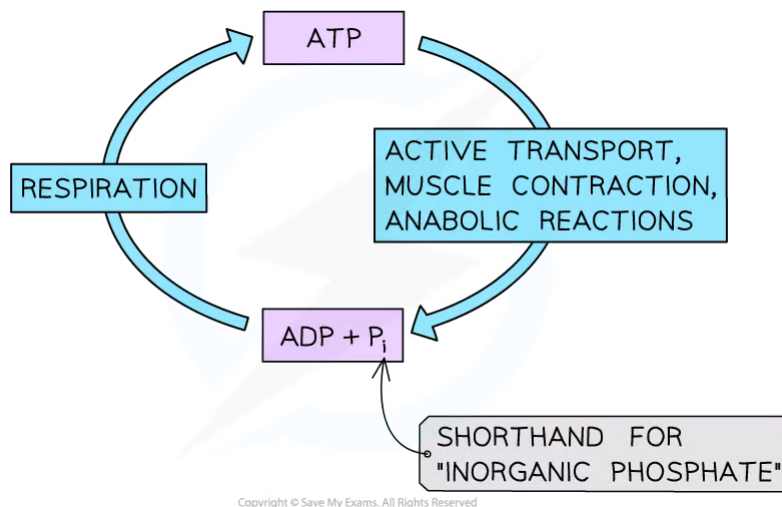 ATP
RESPIRATION
ACTIVE TRANSPORT,
MUSCLE CONTRACTION,
ANABOLIC REACTIONS
ADP + Pi
SHORTHAND FOR
"INORGANIC PHOSPHATE"
Copyright © Save My Exams. All Rights Reserved